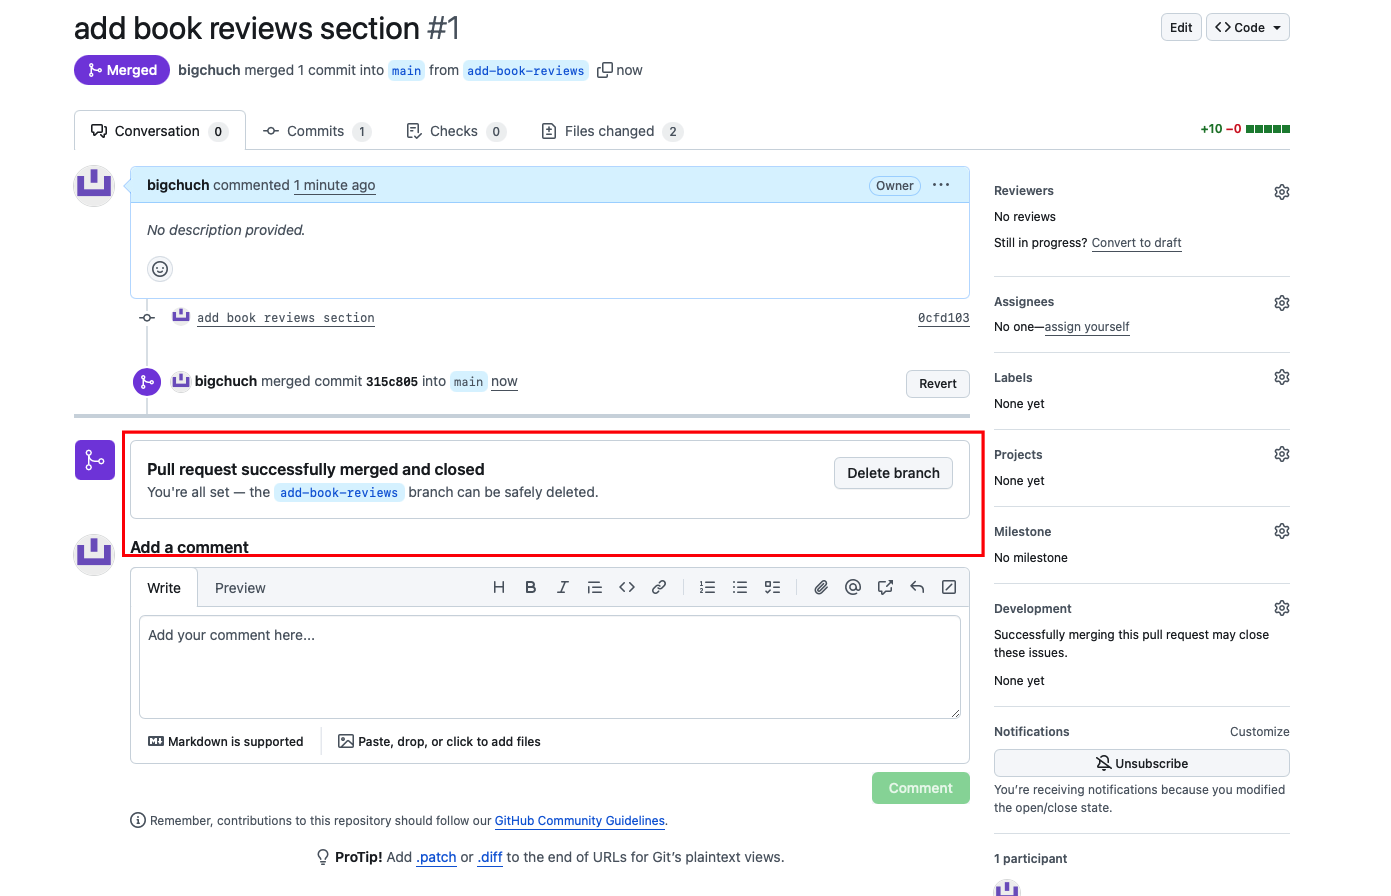 add book reviews section #1
Edit
Code
Merged
bigchuch merged 1 commit into main from add-book-reviews now
Conversation 0
Commits 1
Checks 0
Files changed 2
+10 −0
bigchuch commented 1 minute ago
Owner
No description provided.
add book reviews section
0cfd103
bigchuch merged commit 315c805 into main now
Revert
Pull request successfully merged and closed
You're all set — the add-book-reviews branch can be safely deleted.
Delete branch
Add a comment
Write
Preview
Add your comment here...
Markdown is supported
Paste, drop, or click to add files
Comment
Remember, contributions to this repository should follow our GitHub Community Guidelines.
ProTip! Add .patch or .diff to the end of URLs for Git's plaintext views.
Reviewers
No reviews
Still in progress? Convert to draft
Assignees
No one—assign yourself
Labels
None yet
Projects
None yet
Milestone
No milestone
Development
Successfully merging this pull request may close
these issues.
None yet
Notifications
Customize
Unsubscribe
You're receiving notifications because you modified
the open/close state.
1 participant